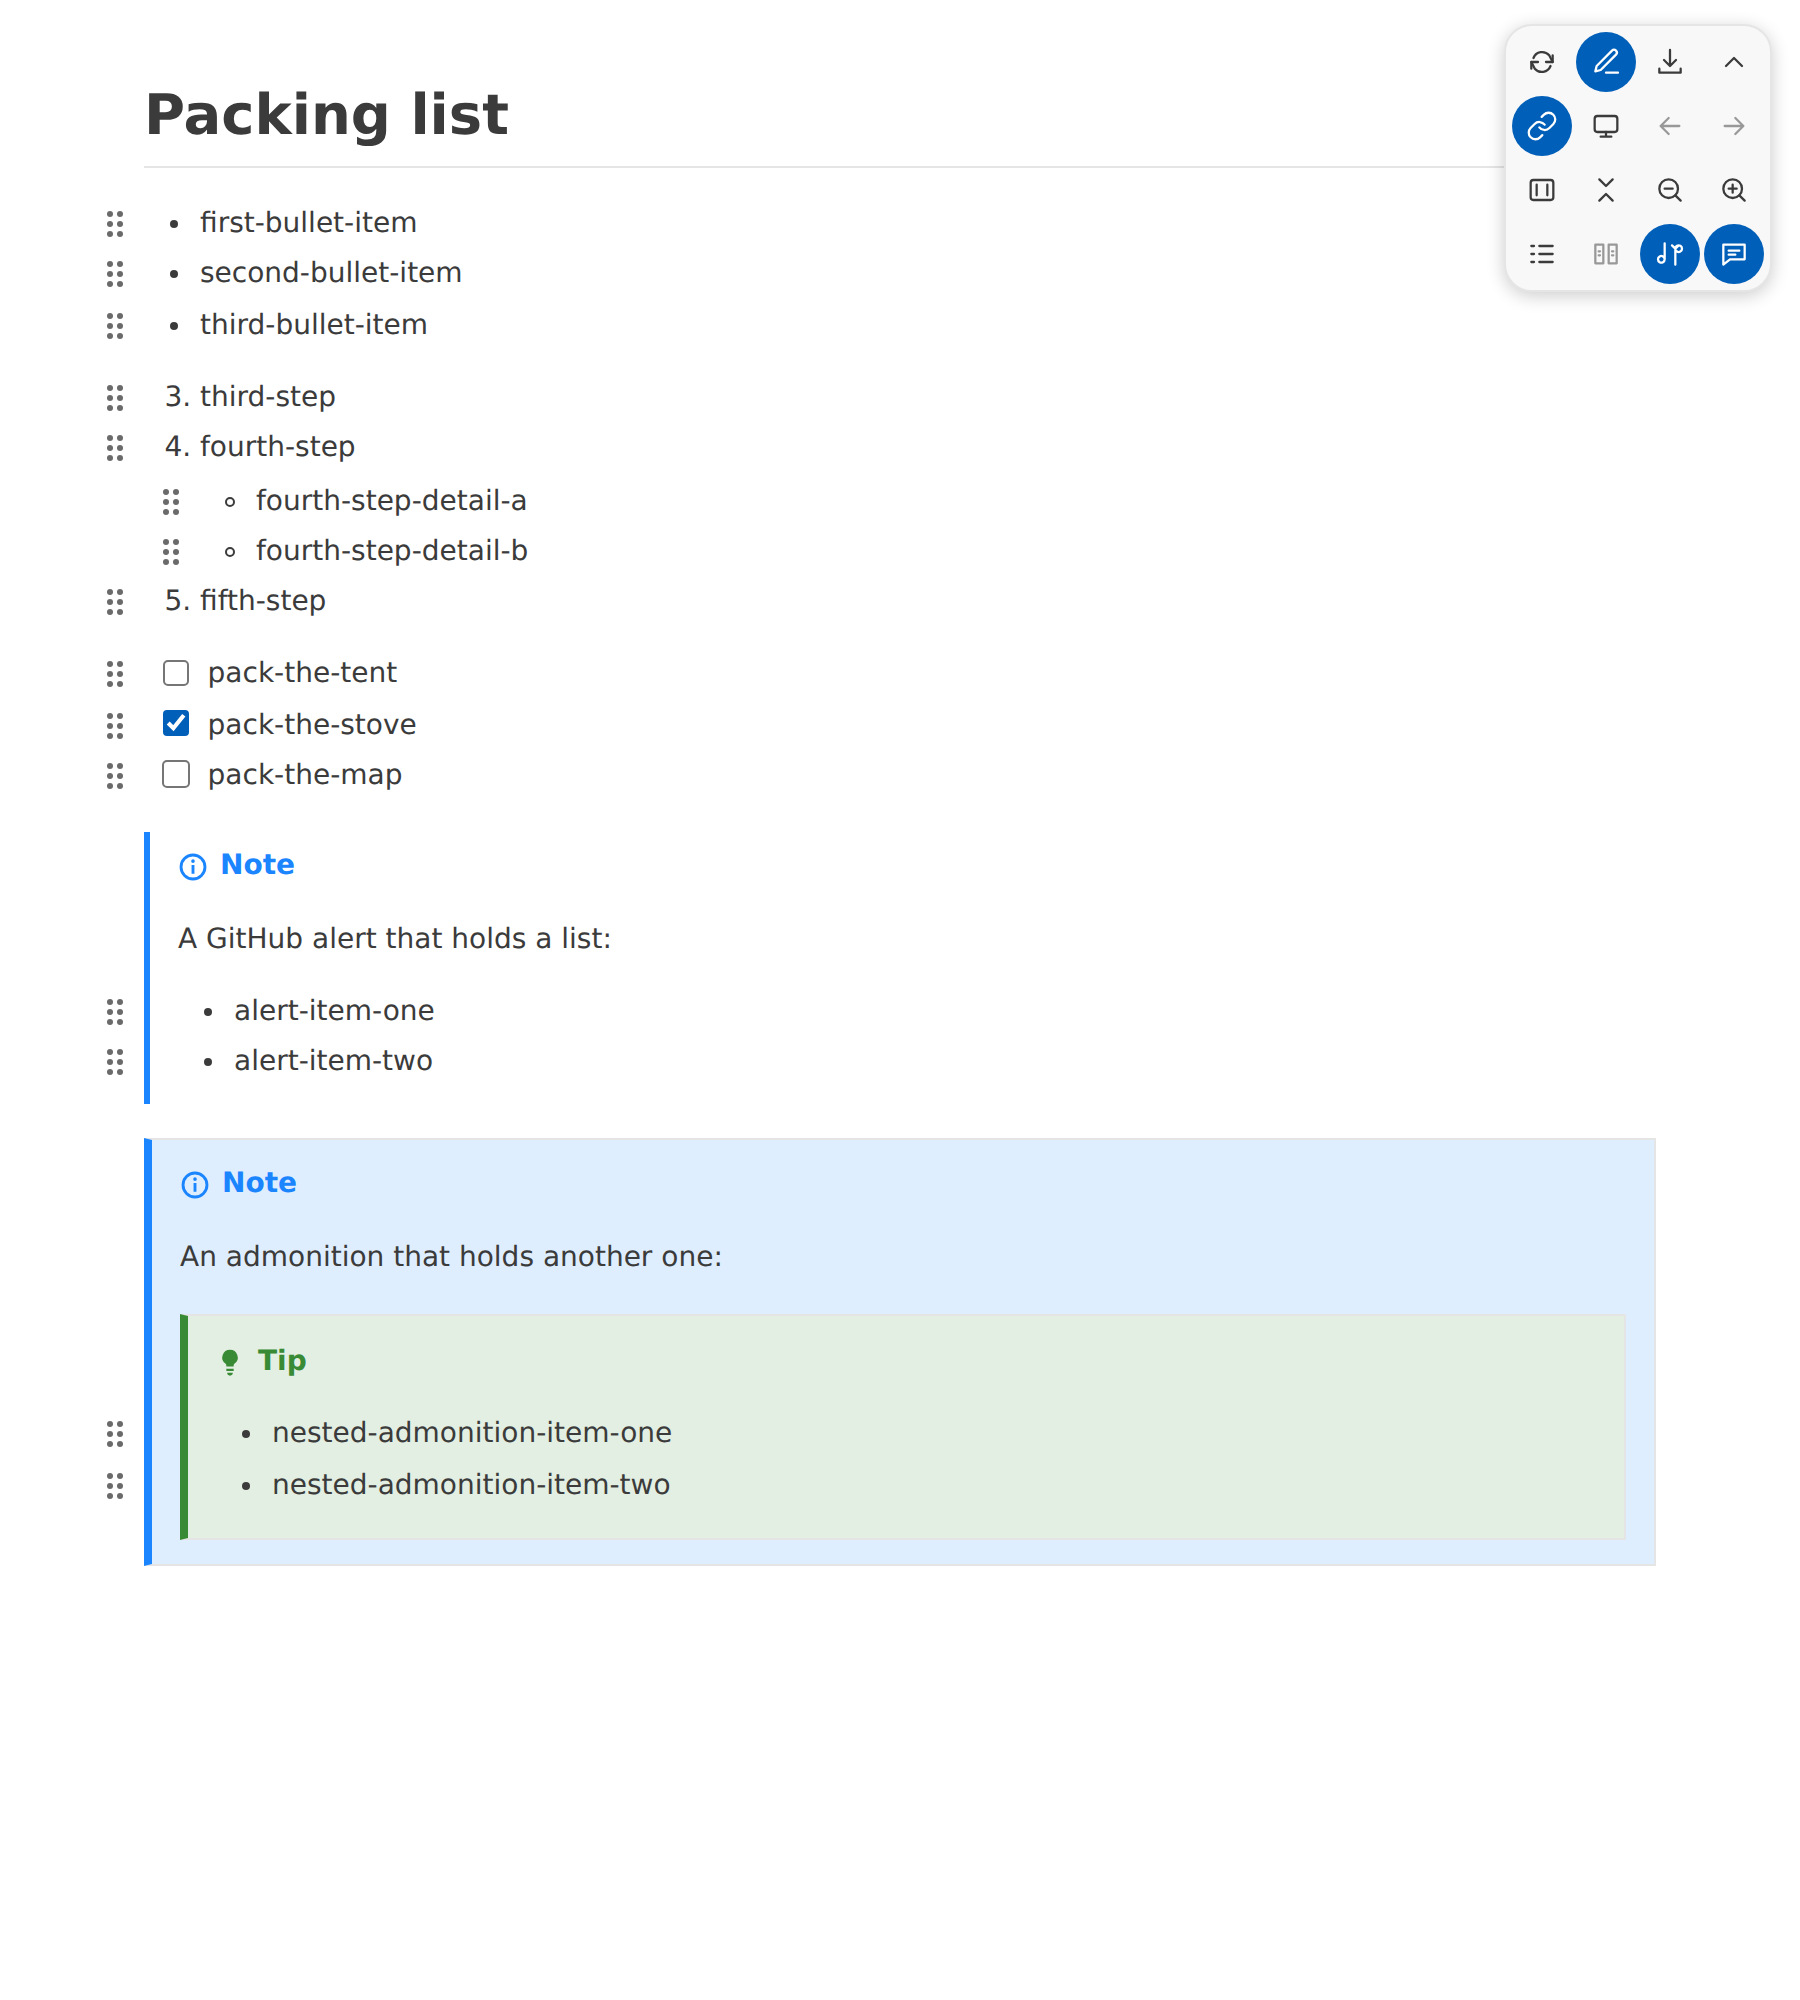 Packing list
• first-bullet-item
• second-bullet-item
• third-bullet-item
3. third-step
4. fourth-step
◦ fourth-step-detail-a
◦ fourth-step-detail-b
5. fifth-step
pack-the-tent
pack-the-stove
pack-the-map
Note
A GitHub alert that holds a list:
• alert-item-one
• alert-item-two
Note
An admonition that holds another one:
Tip
• nested-admonition-item-one
• nested-admonition-item-two